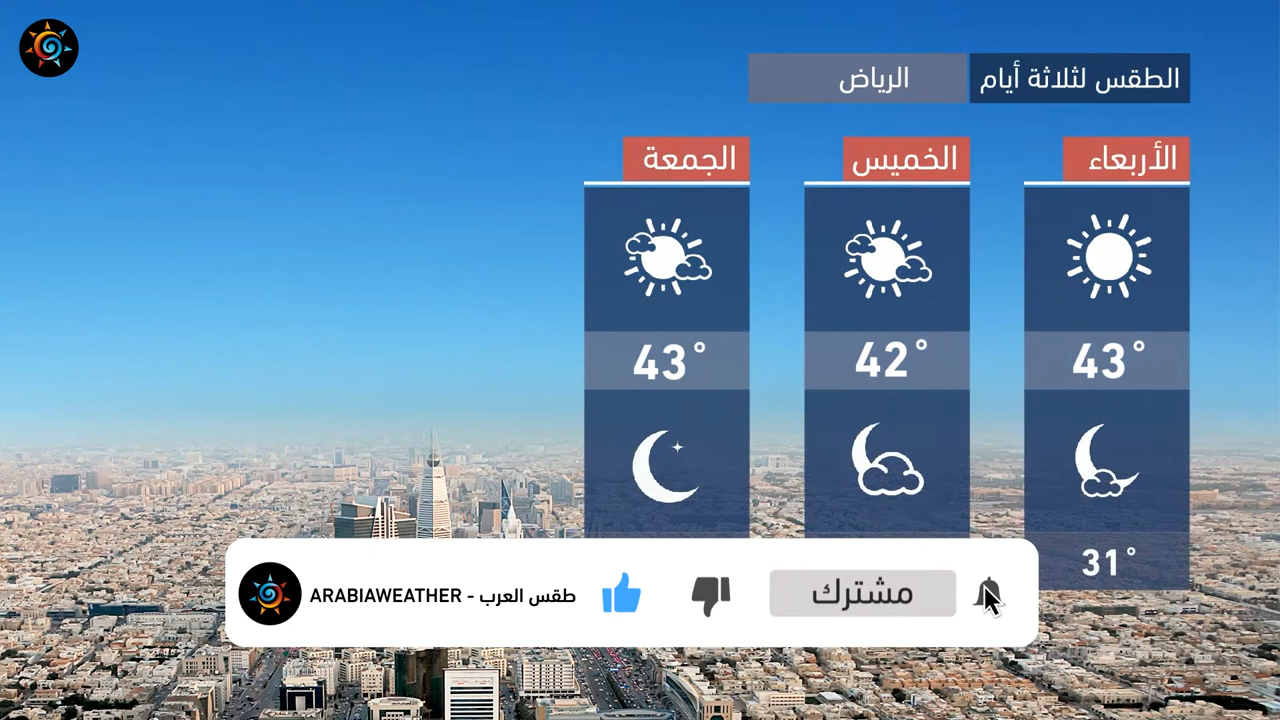 الطقس لثلاثة أيام
الرياض
الأربعاء
الخميس
الجمعة
43°
42°
43°
31°
ARABIAWEATHER - طقس العرب
مشترك